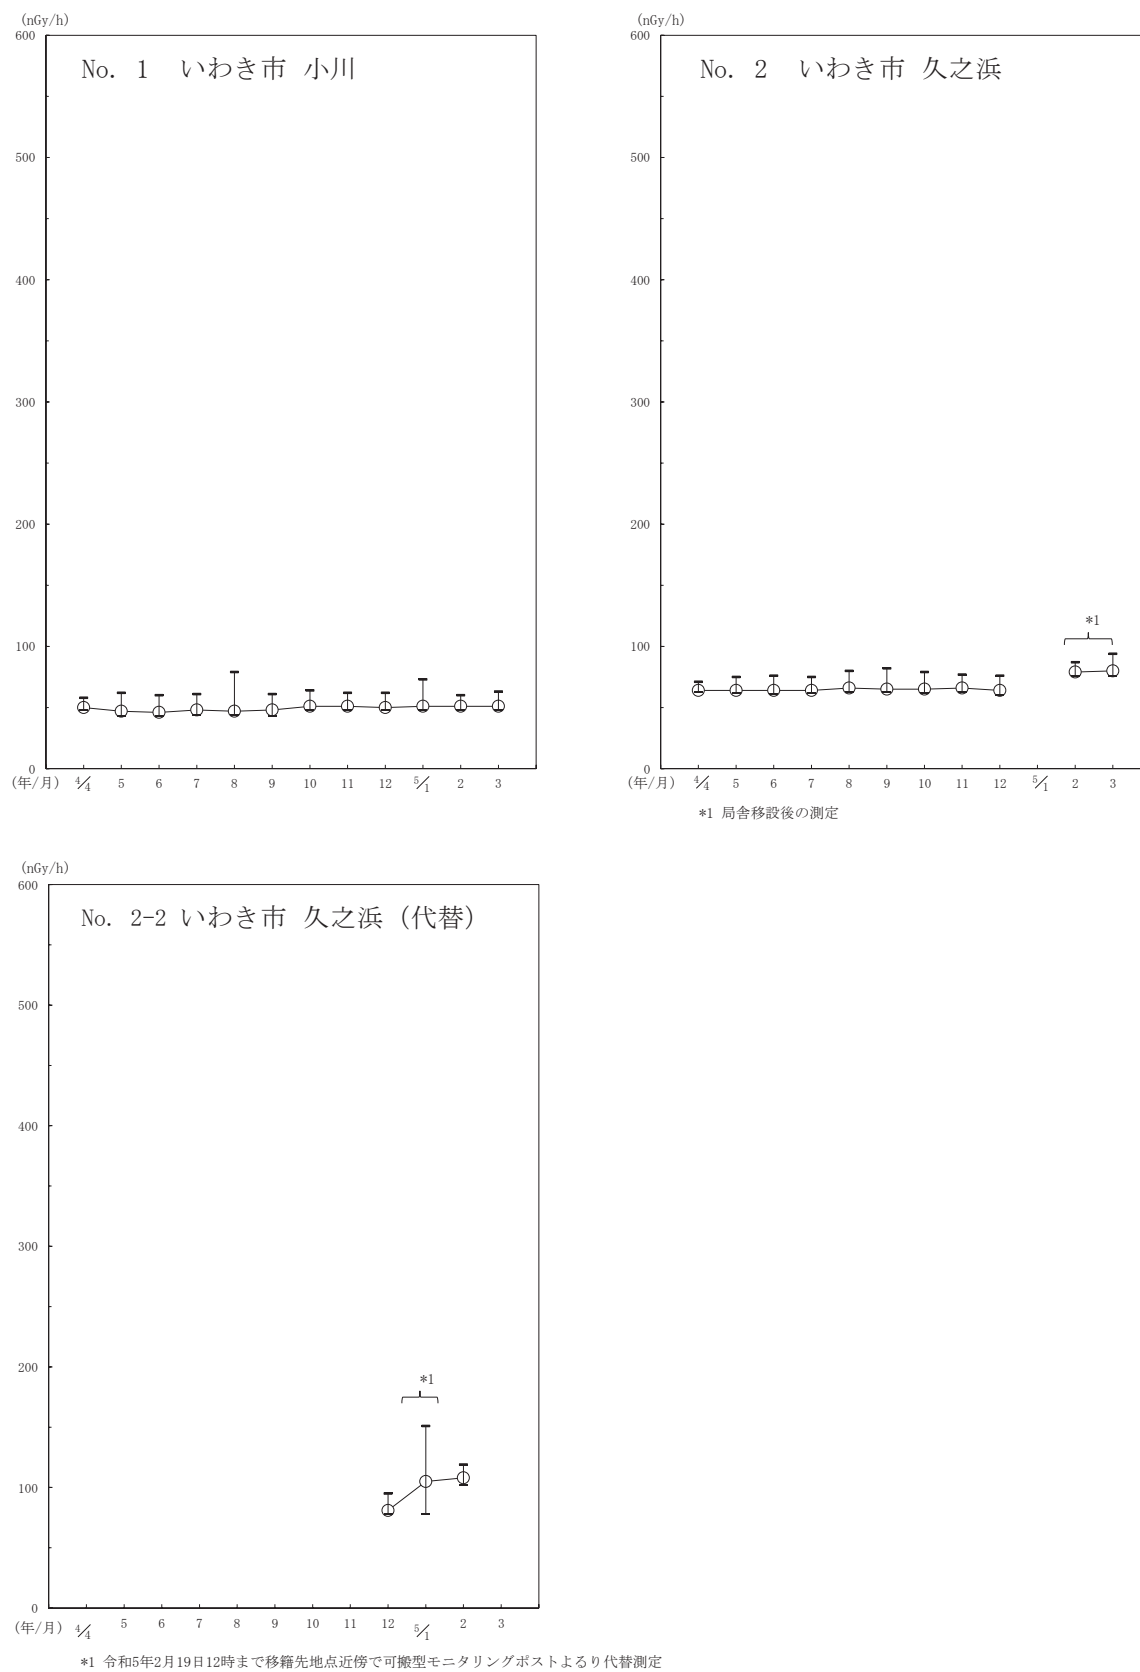 (nGy/h)
600
No. 1 いわき市 小川
500
400
300
200
100
0
(年/月) 4/4 5 6 7 8 9 10 11 12 5/1 2 3
(nGy/h)
600
No. 2 いわき市 久之浜
500
400
300
200
100
*1
0
(年/月) 4/4 5 6 7 8 9 10 11 12 5/1 2 3
*1 局舎移設後の測定
(nGy/h)
600
No. 2-2 いわき市 久之浜（代替）
500
400
300
200
*1
100
0
(年/月) 4/4 5 6 7 8 9 10 11 12 5/1 2 3
*1 令和5年2月19日12時まで移籍先地点近傍で可搬型モニタリングポストよるり代替測定